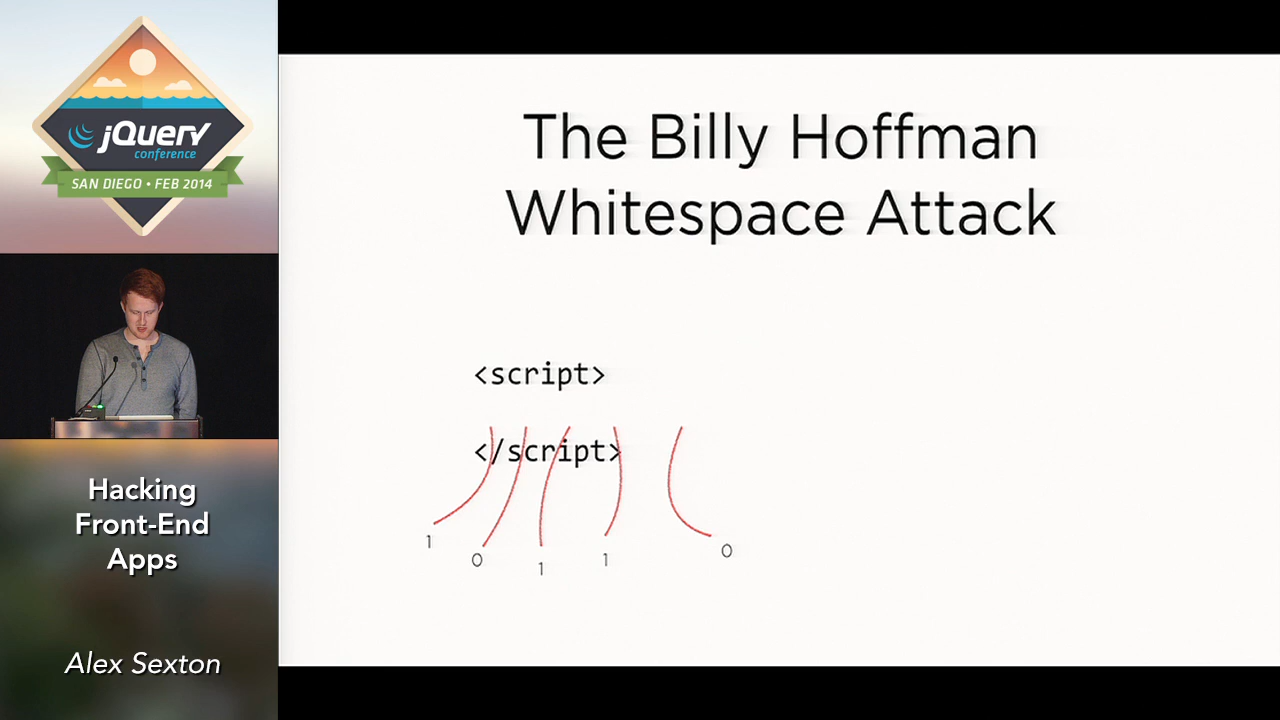 jQuery
conference
SAN DIEGO • FEB 2014
Hacking
Front-End
Apps
Alex Sexton
The Billy Hoffman
Whitespace Attack
<script>
</script>
1
0
1
1
0